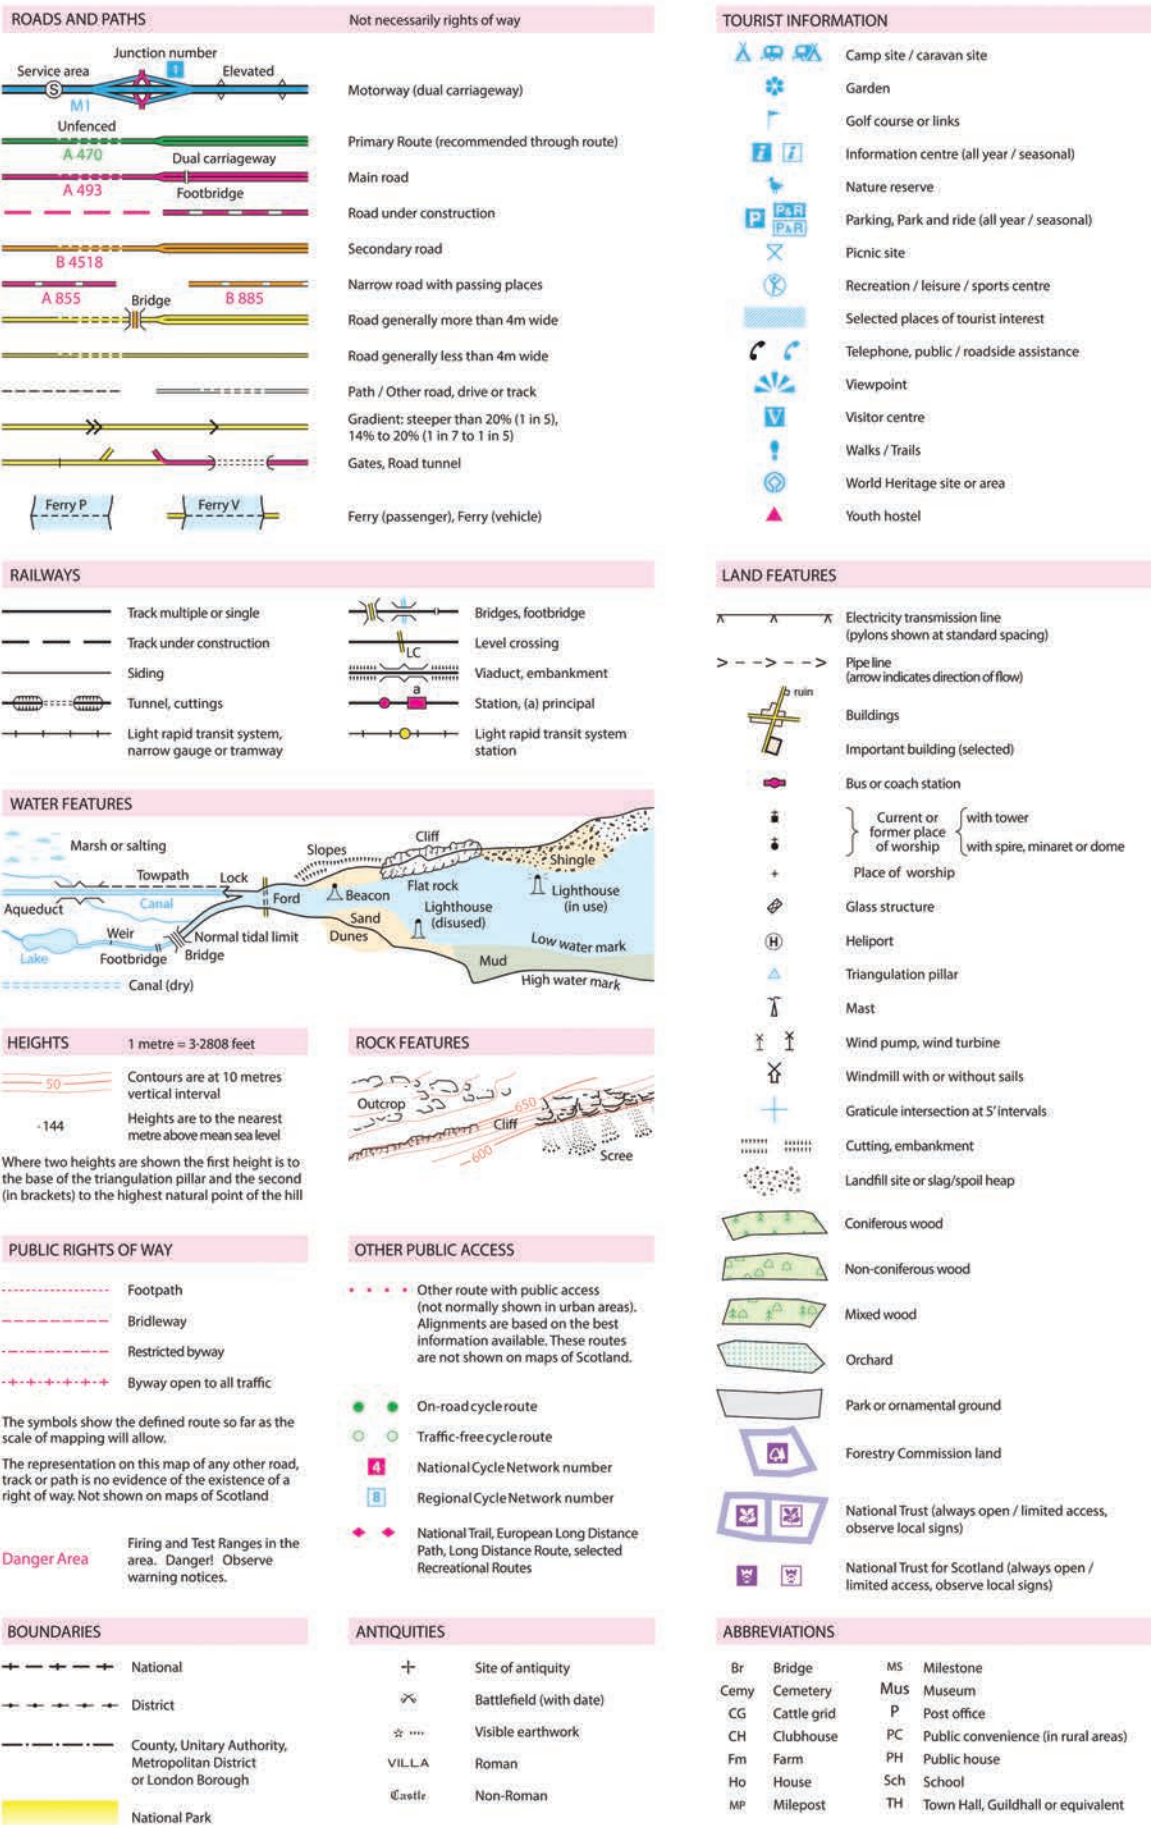 ROADS AND PATHS Not necessarily rights of way
Junction number
Service area 1 Elevated
S
M1
Motorway (dual carriageway)
Unfenced
A 470
Primary Route (recommended through route)
Dual carriageway
A 493
Footbridge
Main road
Road under construction
B 4518
Secondary road
A 855
B 885
Narrow road with passing places
Bridge
Road generally more than 4m wide
Road generally less than 4m wide
Path / Other road, drive or track
Gradient: steeper than 20% (1 in 5),
14% to 20% (1 in 7 to 1 in 5)
Gates, Road tunnel
Ferry P
Ferry V
Ferry (passenger), Ferry (vehicle)
TOURIST INFORMATION
Camp site / caravan site
Garden
Golf course or links
i i Information centre (all year / seasonal)
Nature reserve
P P&R
P&R
Parking, Park and ride (all year / seasonal)
Picnic site
Recreation / leisure / sports centre
Selected places of tourist interest
Telephone, public / roadside assistance
Viewpoint
V Visitor centre
Walks / Trails
World Heritage site or area
Youth hostel
RAILWAYS
Track multiple or single
Track under construction
Siding
Tunnel, cuttings
Light rapid transit system,
narrow gauge or tramway
Bridges, footbridge
LC
Level crossing
Viaduct, embankment
a
Station, (a) principal
Light rapid transit system
station
LAND FEATURES
Electricity transmission line
(pylons shown at standard spacing)
Pipe line
(arrow indicates direction of flow)
ruin
Buildings
Important building (selected)
Bus or coach station
Current or
former place
of worship
with tower
with spire, minaret or dome
Place of worship
Glass structure
H Heliport
Triangulation pillar
Mast
Wind pump, wind turbine
Windmill with or without sails
Graticule intersection at 5' intervals
Cutting, embankment
Landfill site or slag/spoil heap
Coniferous wood
Non-coniferous wood
Mixed wood
Orchard
Park or ornamental ground
Forestry Commission land
National Trust (always open / limited access,
observe local signs)
National Trust for Scotland (always open /
limited access, observe local signs)
WATER FEATURES
Marsh or salting
Towpath
Lock
Slopes
Cliff
Shingle
Aqueduct
Canal
Ford
Beacon
Flat rock
Lighthouse
(in use)
Lighthouse
(disused)
Sand
Dunes
Weir
Normal tidal limit
Lake
Footbridge
Bridge
Low water mark
Mud
High water mark
Canal (dry)
HEIGHTS 1 metre = 3·2808 feet
50
Contours are at 10 metres
vertical interval
·144
Heights are to the nearest
metre above mean sea level
Where two heights are shown the first height is to
the base of the triangulation pillar and the second
(in brackets) to the highest natural point of the hill
ROCK FEATURES
Outcrop
650
Cliff
600
Scree
PUBLIC RIGHTS OF WAY
Footpath
Bridleway
Restricted byway
Byway open to all traffic
The symbols show the defined route so far as the
scale of mapping will allow.
The representation on this map of any other road,
track or path is no evidence of the existence of a
right of way. Not shown on maps of Scotland
Danger Area
Firing and Test Ranges in the
area. Danger! Observe
warning notices.
OTHER PUBLIC ACCESS
Other route with public access
(not normally shown in urban areas).
Alignments are based on the best
information available. These routes
are not shown on maps of Scotland.
On-road cycle route
Traffic-free cycle route
4 National Cycle Network number
8 Regional Cycle Network number
National Trail, European Long Distance
Path, Long Distance Route, selected
Recreational Routes
BOUNDARIES
National
District
County, Unitary Authority,
Metropolitan District
or London Borough
National Park
ANTIQUITIES
Site of antiquity
Battlefield (with date)
Visible earthwork
VILLA Roman
Castle Non-Roman
ABBREVIATIONS
Br Bridge
Cemy Cemetery
CG Cattle grid
CH Clubhouse
Fm Farm
Ho House
MP Milepost
MS Milestone
Mus Museum
P Post office
PC Public convenience (in rural areas)
PH Public house
Sch School
TH Town Hall, Guildhall or equivalent